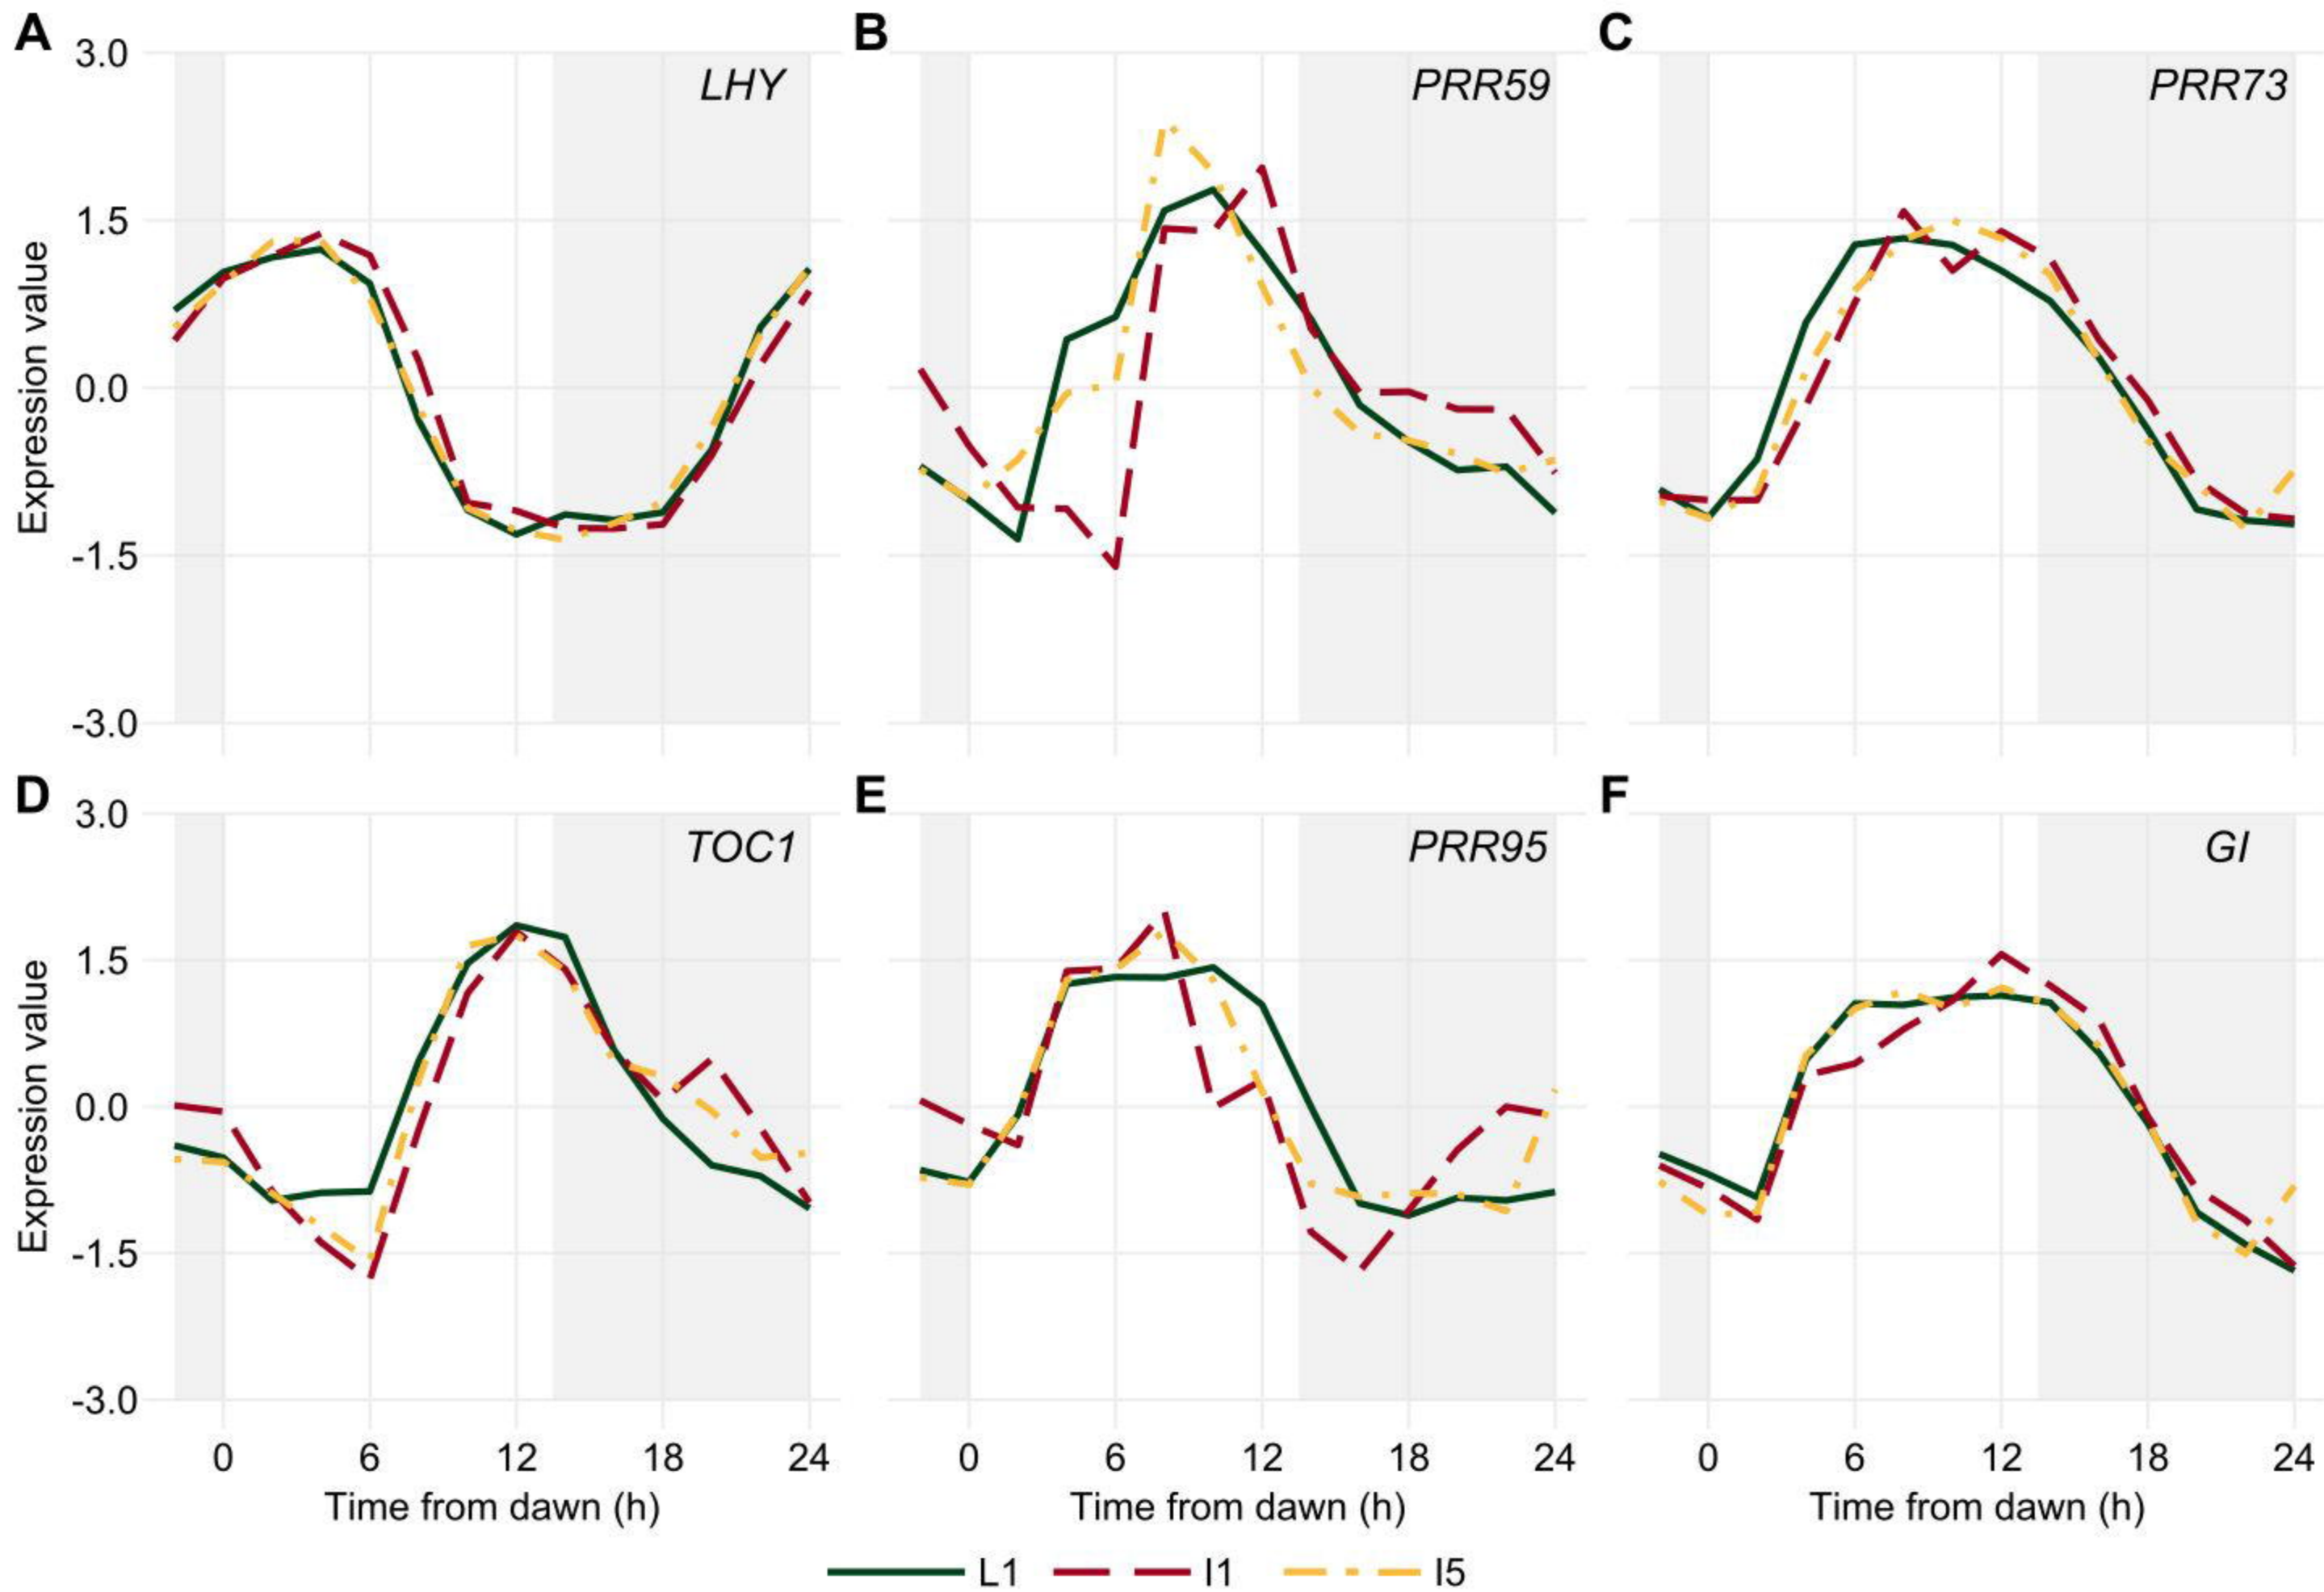 A
B
C
3.0
1.5
0.0
-1.5
-3.0
Expression value
LHY
PRR59
PRR73
D
E
F
3.0
1.5
0.0
-1.5
-3.0
Expression value
TOC1
PRR95
GI
0 6 12 18 24
0 6 12 18 24
0 6 12 18 24
Time from dawn (h)
Time from dawn (h)
Time from dawn (h)
L1 I1 I5